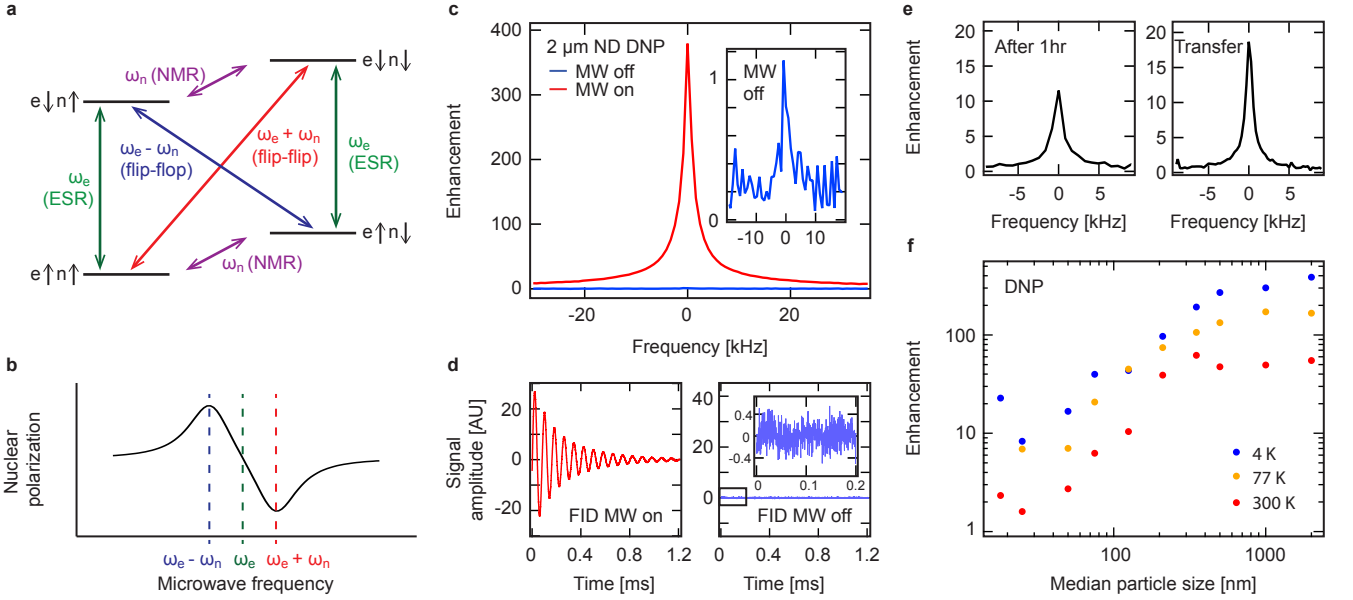 a
e↓n↓
ωn (NMR)
e↓n↑
ωe - ωn
(flip-flop)
ωe + ωn
(flip-flip)
ωe
(ESR)
ωe
(ESR)
e↑n↓
ωn (NMR)
e↑n↑
b
Nuclear
polarization
ωe - ωn
ωe
ωe + ωn
Microwave frequency
c
400
300
200
100
0
Enhancement
2 µm ND DNP
MW off
MW on
1
0
MW
off
-10
0
10
-20
0
20
Frequency [kHz]
d
Signal
amplitude [AU]
20
0
-20
FID MW on
0
0.4
0.8
1.2
Time [ms]
40
20
0
0.4
0
-0.4
0
0.1
0.2
FID MW off
0
0.4
0.8
1.2
Time [ms]
e
Enhancement
20
15
10
5
0
After 1hr
-5
0
5
Frequency [kHz]
20
15
10
5
0
Transfer
-5
0
5
Frequency [kHz]
f
Enhancement
100
10
1
DNP
4 K
77 K
300 K
100
1000
Median particle size [nm]